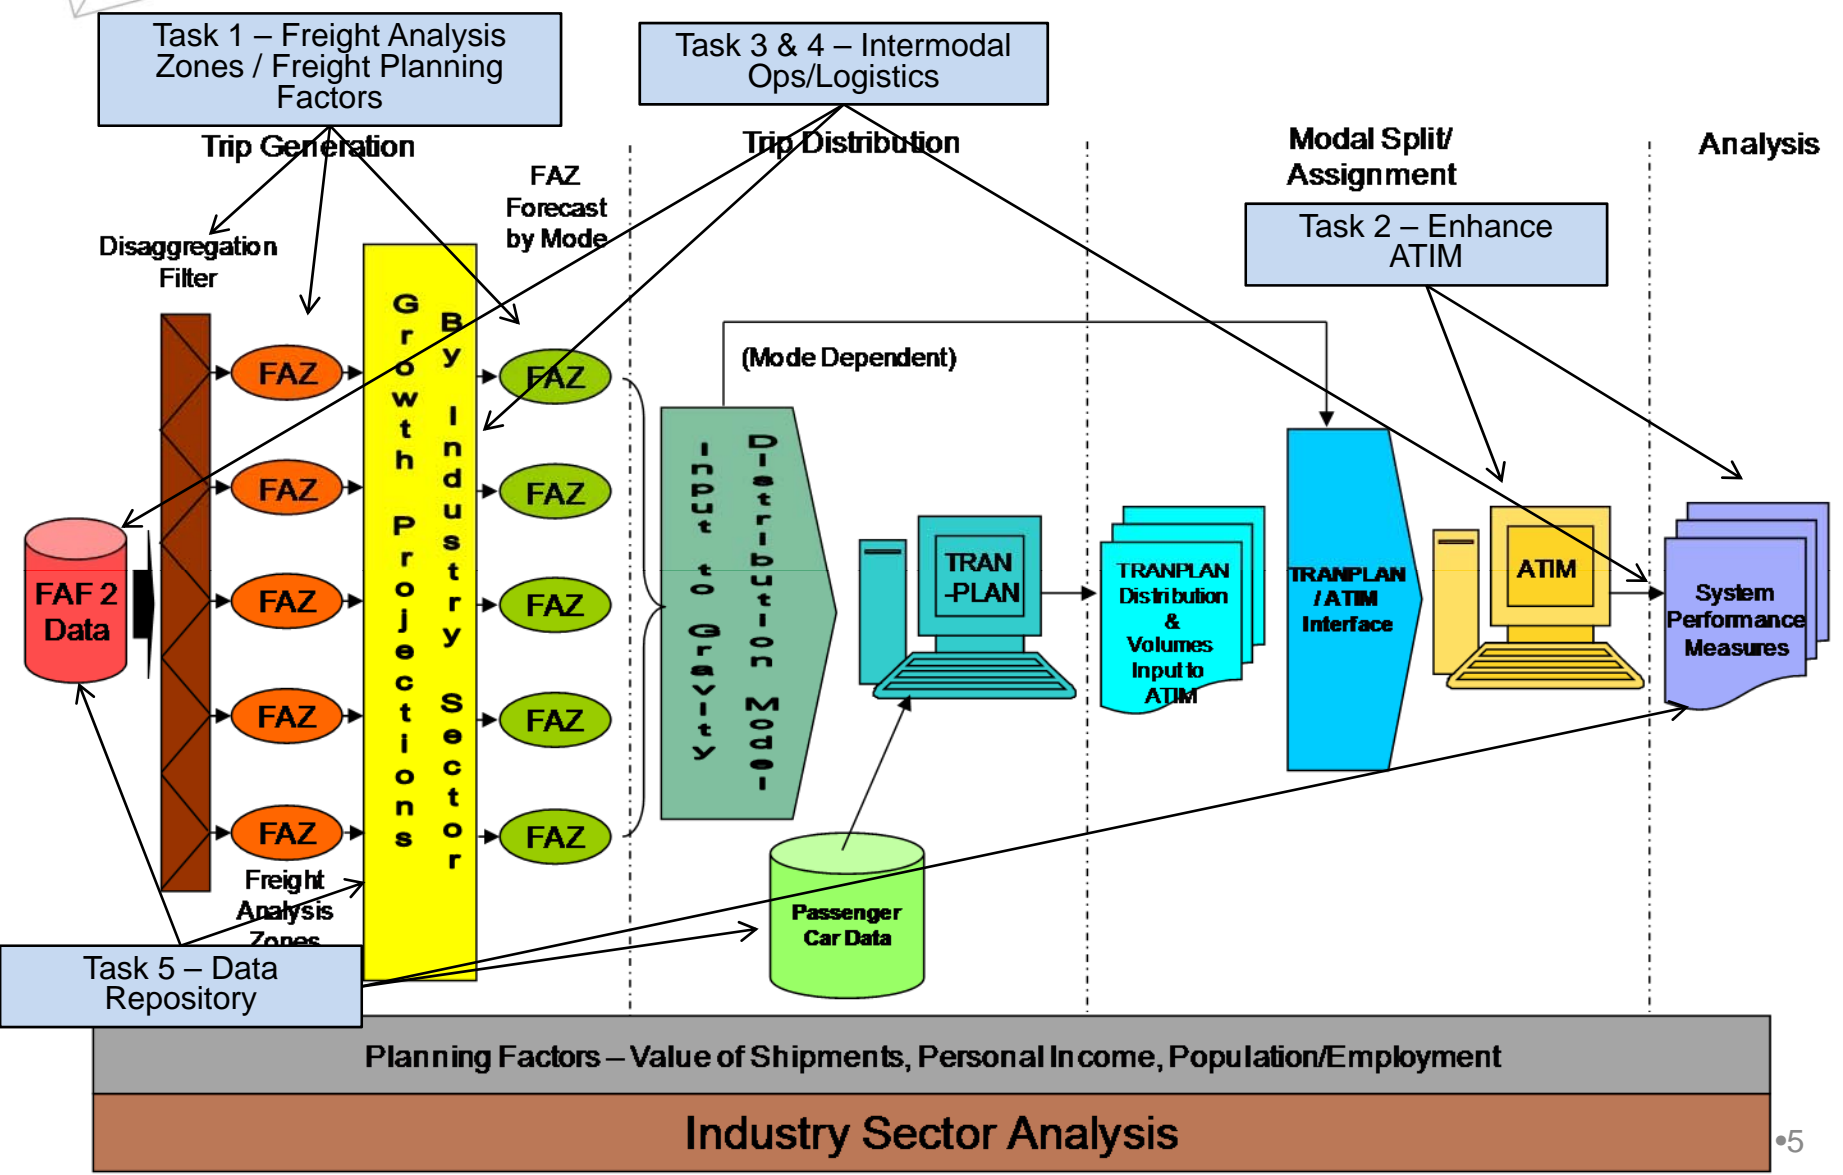 Task 1 – Freight Analysis
Zones / Freight Planning
Factors
Task 3 & 4 – Intermodal
Ops/Logistics
Trip Generation
Trip Distribution
Modal Split/
Assignment
Analysis
Task 2 – Enhance
ATIM
FAZ
Forecast
by Mode
Disaggregation
Filter
Growth Projections
By Industry Sector
(Mode Dependent)
FAZ
FAZ
FAZ
FAZ
FAZ
FAZ
FAZ
FAZ
FAZ
FAZ
FAF 2
Data
Input to Gravity
Distribution Model
TRAN
-PLAN
TRANPLAN
Distribution
&
Volumes
Input to
ATIM
TRANPLAN
/ ATIM
Interface
ATIM
System
Performance
Measures
Freight
Analysis
Zones
Passenger
Car Data
Task 5 – Data
Repository
Planning Factors – Value of Shipments, Personal Income, Population/Employment
Industry Sector Analysis
•5